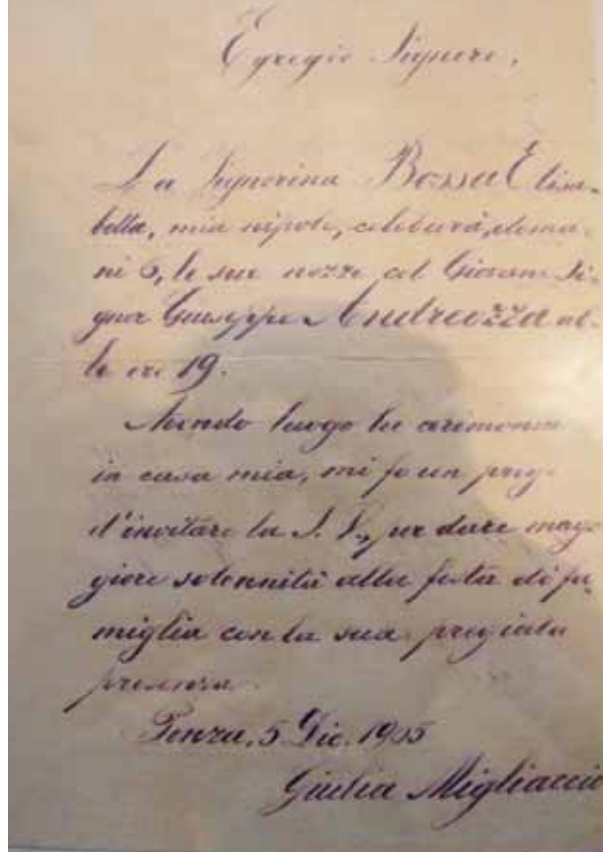 Egregio Signore,
La Signorina Bossa Elisa-
bella, mia nipote, celebrerà, doma-
ni 6, le sue nozze col Giovane Si-
gnor Giuseppe Andreozza al-
le ore 19.
Avendo luogo la cerimonia
in casa mia, mi fo un preg
d'invitare la S. V., per dare mag-
giore solennità alla festa di fa
miglia con la sua pregiata
presenza.
5 Dic. 1905
Giulia Migliaccio